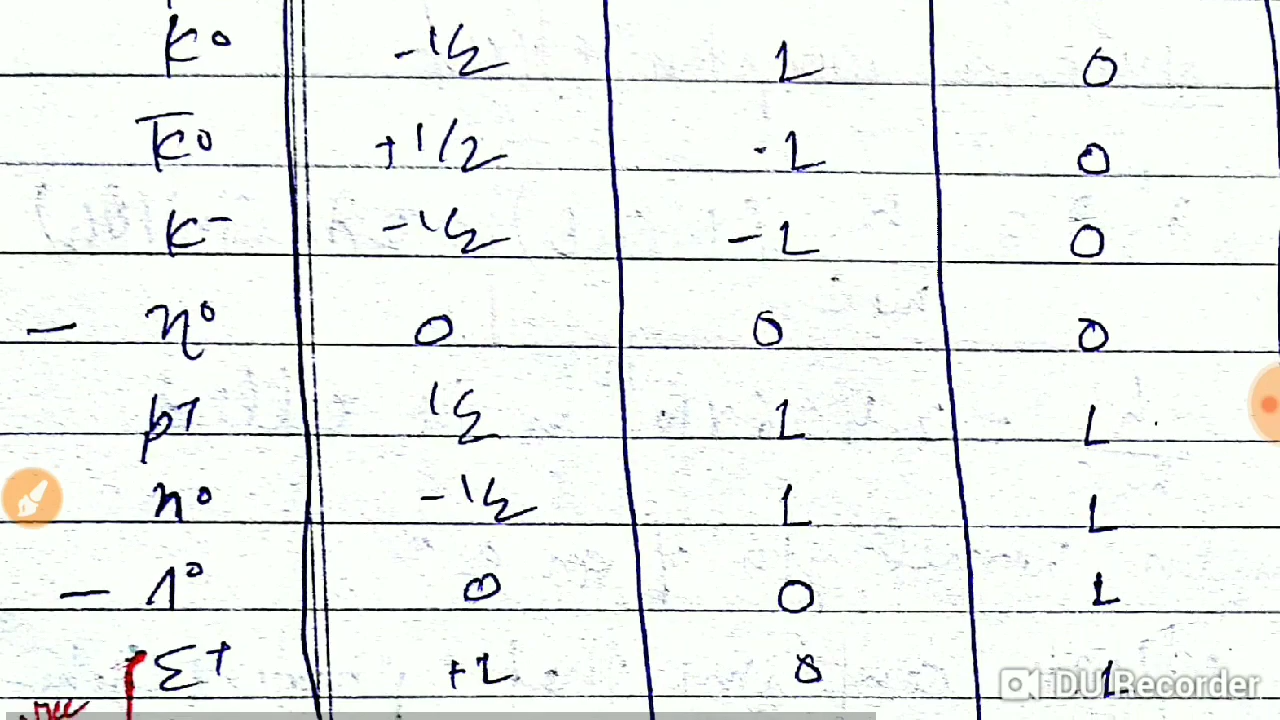 K⁰ -1/2 1 0
K̅⁰ +1/2 -1 0
K⁻ -1/2 -1 0
— η⁰ 0 0 0
p⁺ 1/2 1 1
n⁰ -1/2 1 1
— Λ⁰ 0 0 1
Σ⁺ +1 0 1
DU Recorder